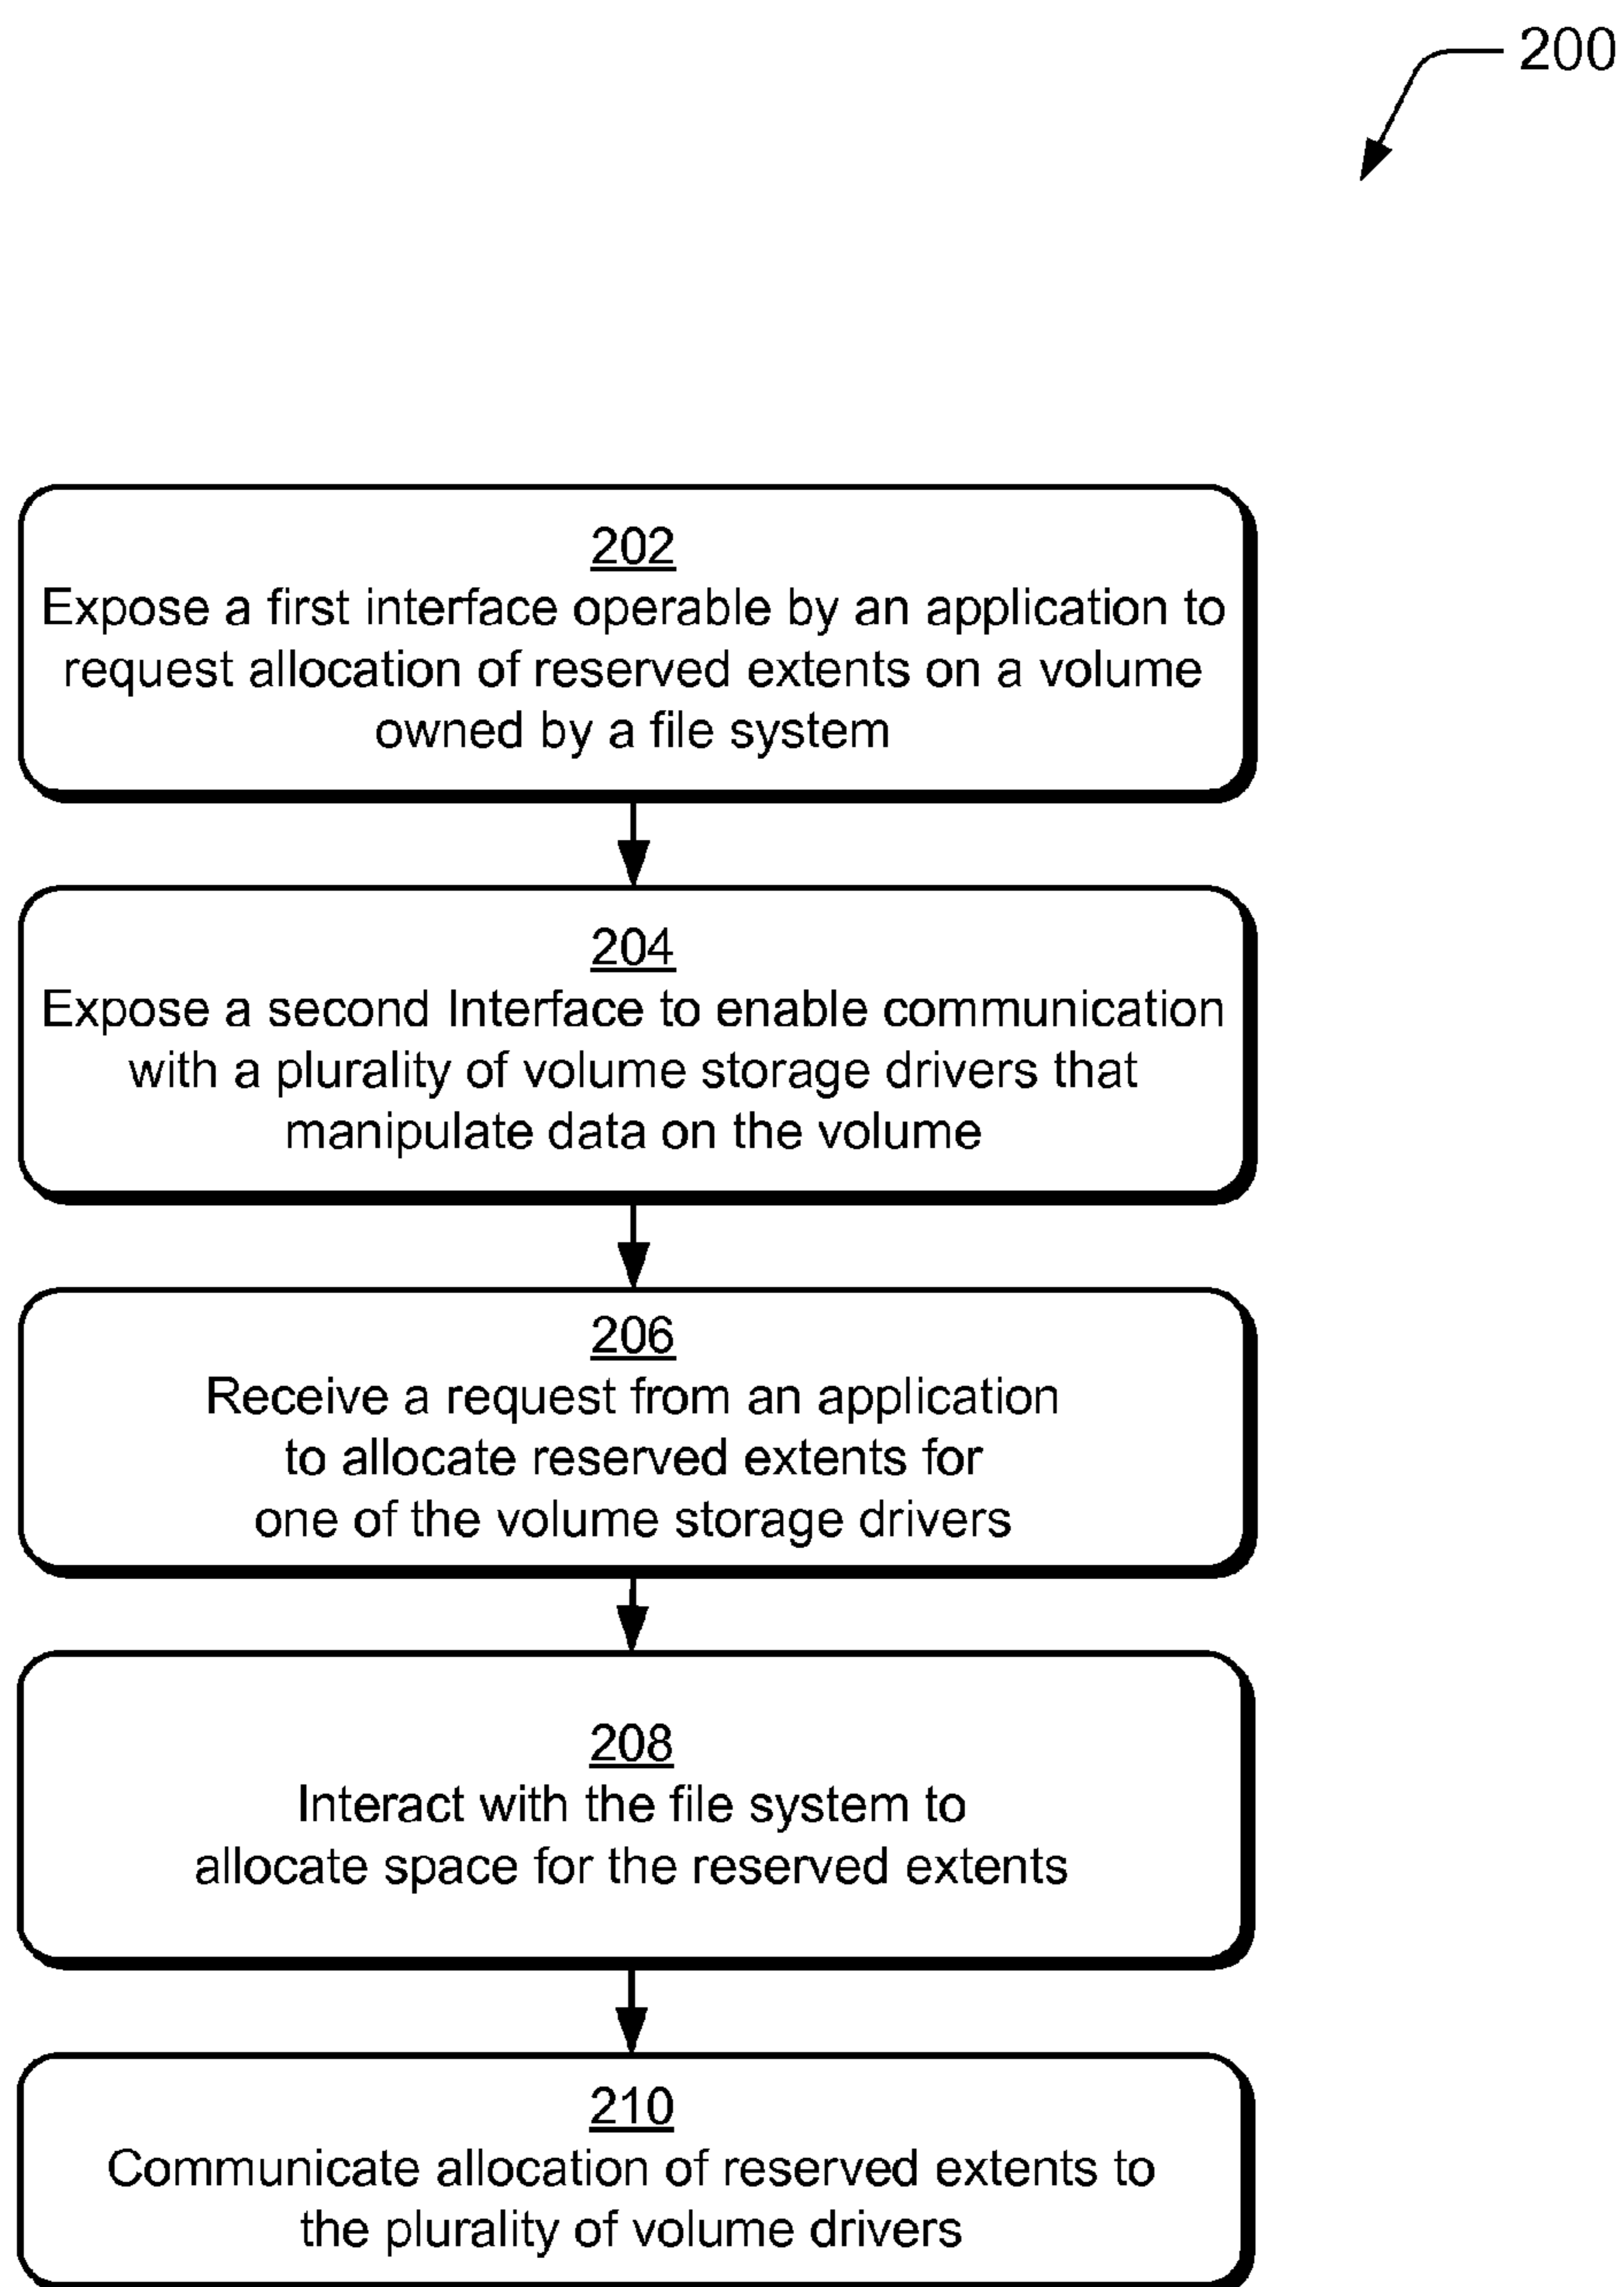 200
202
Expose a first interface operable by an application to
request allocation of reserved extents on a volume
owned by a file system
204
Expose a second Interface to enable communication
with a plurality of volume storage drivers that
manipulate data on the volume
206
Receive a request from an application
to allocate reserved extents for
one of the volume storage drivers
208
Interact with the file system to
allocate space for the reserved extents
210
Communicate allocation of reserved extents to
the plurality of volume drivers